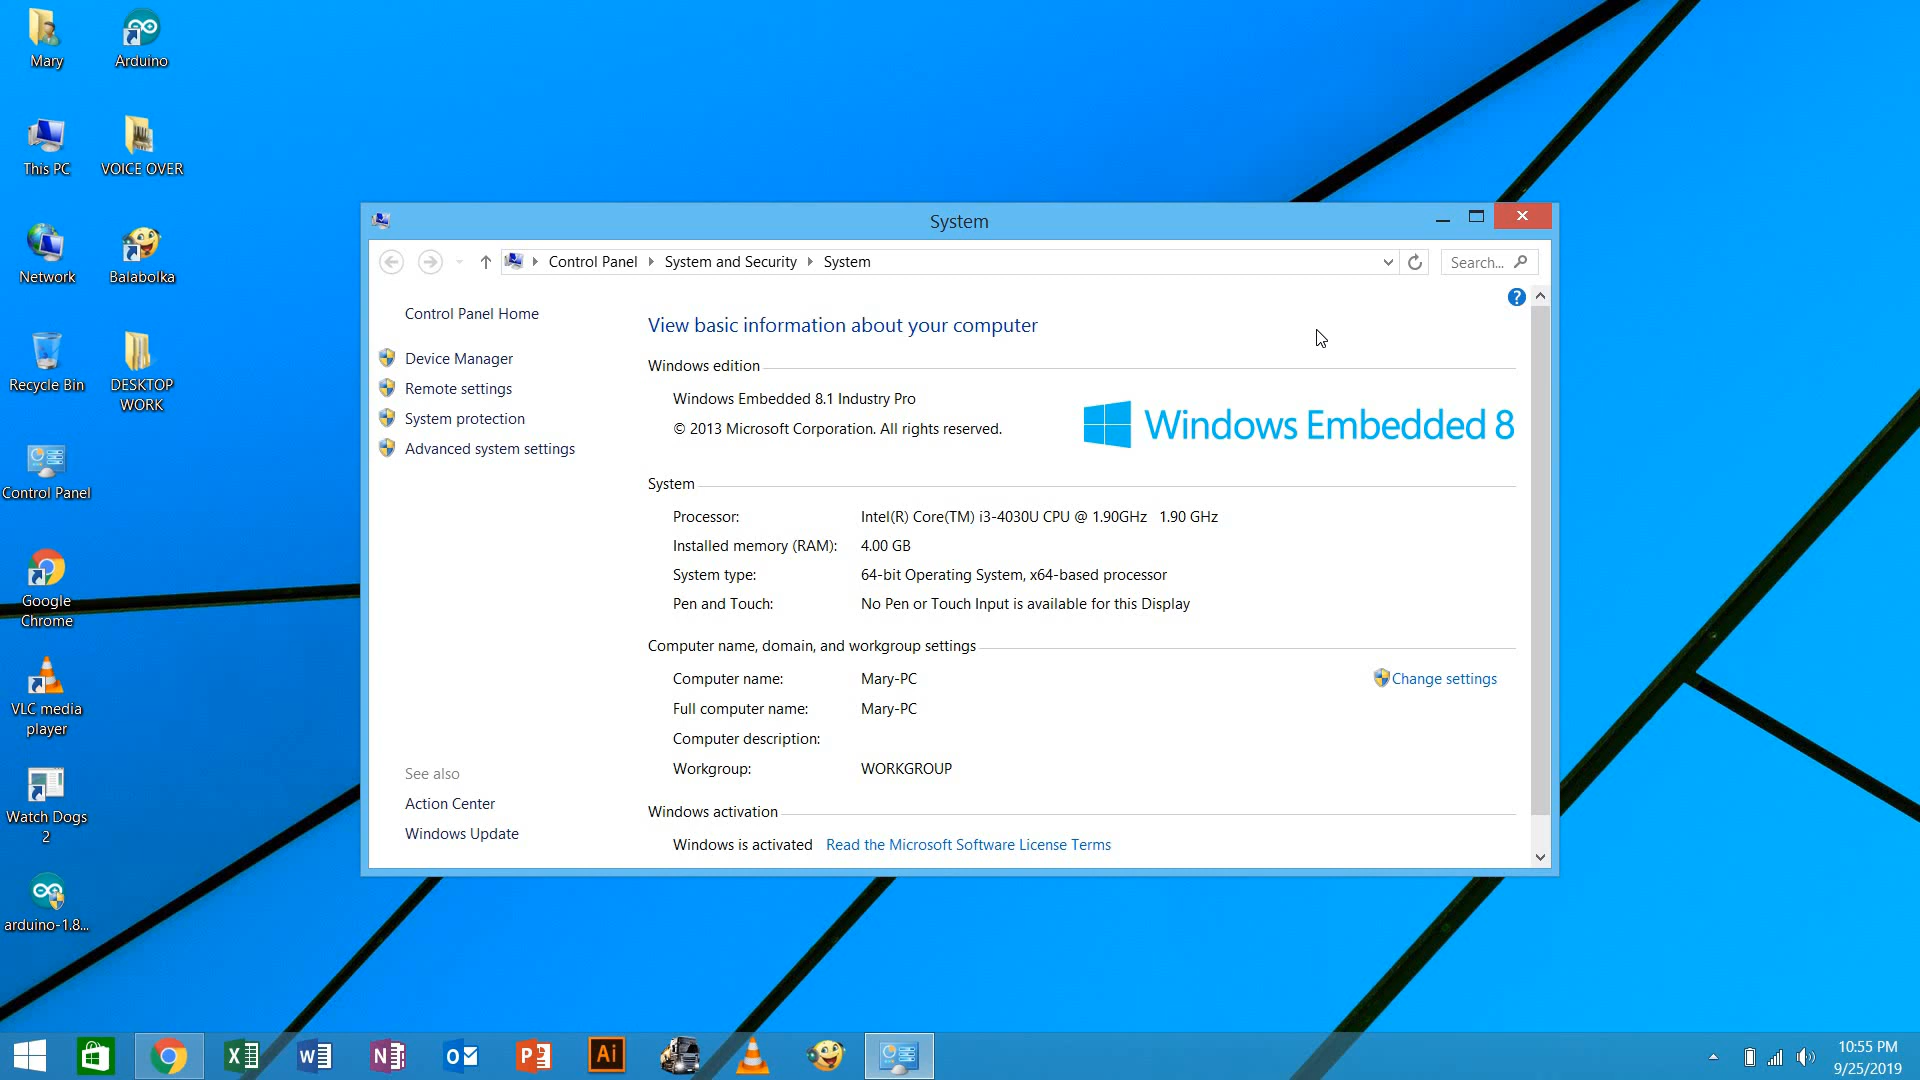 Mary
Arduino
This PC
VOICE OVER
Network
Balabolka
Recycle Bin
DESKTOP
WORK
Control Panel
Google
Chrome
VLC media
player
Watch Dogs
2
arduino-1.8...
System
Control Panel
System and Security
System
Search...
?
Control Panel Home
Device Manager
Remote settings
System protection
Advanced system settings
See also
Action Center
Windows Update
View basic information about your computer
Windows edition
Windows Embedded 8.1 Industry Pro
© 2013 Microsoft Corporation. All rights reserved.
Windows Embedded 8
System
Processor: Intel(R) Core(TM) i3-4030U CPU @ 1.90GHz 1.90 GHz
Installed memory (RAM): 4.00 GB
System type: 64-bit Operating System, x64-based processor
Pen and Touch: No Pen or Touch Input is available for this Display
Computer name, domain, and workgroup settings
Computer name: Mary-PC Change settings
Full computer name: Mary-PC
Computer description:
Workgroup: WORKGROUP
Windows activation
Windows is activated Read the Microsoft Software License Terms
Ai
10:55 PM
9/25/2019